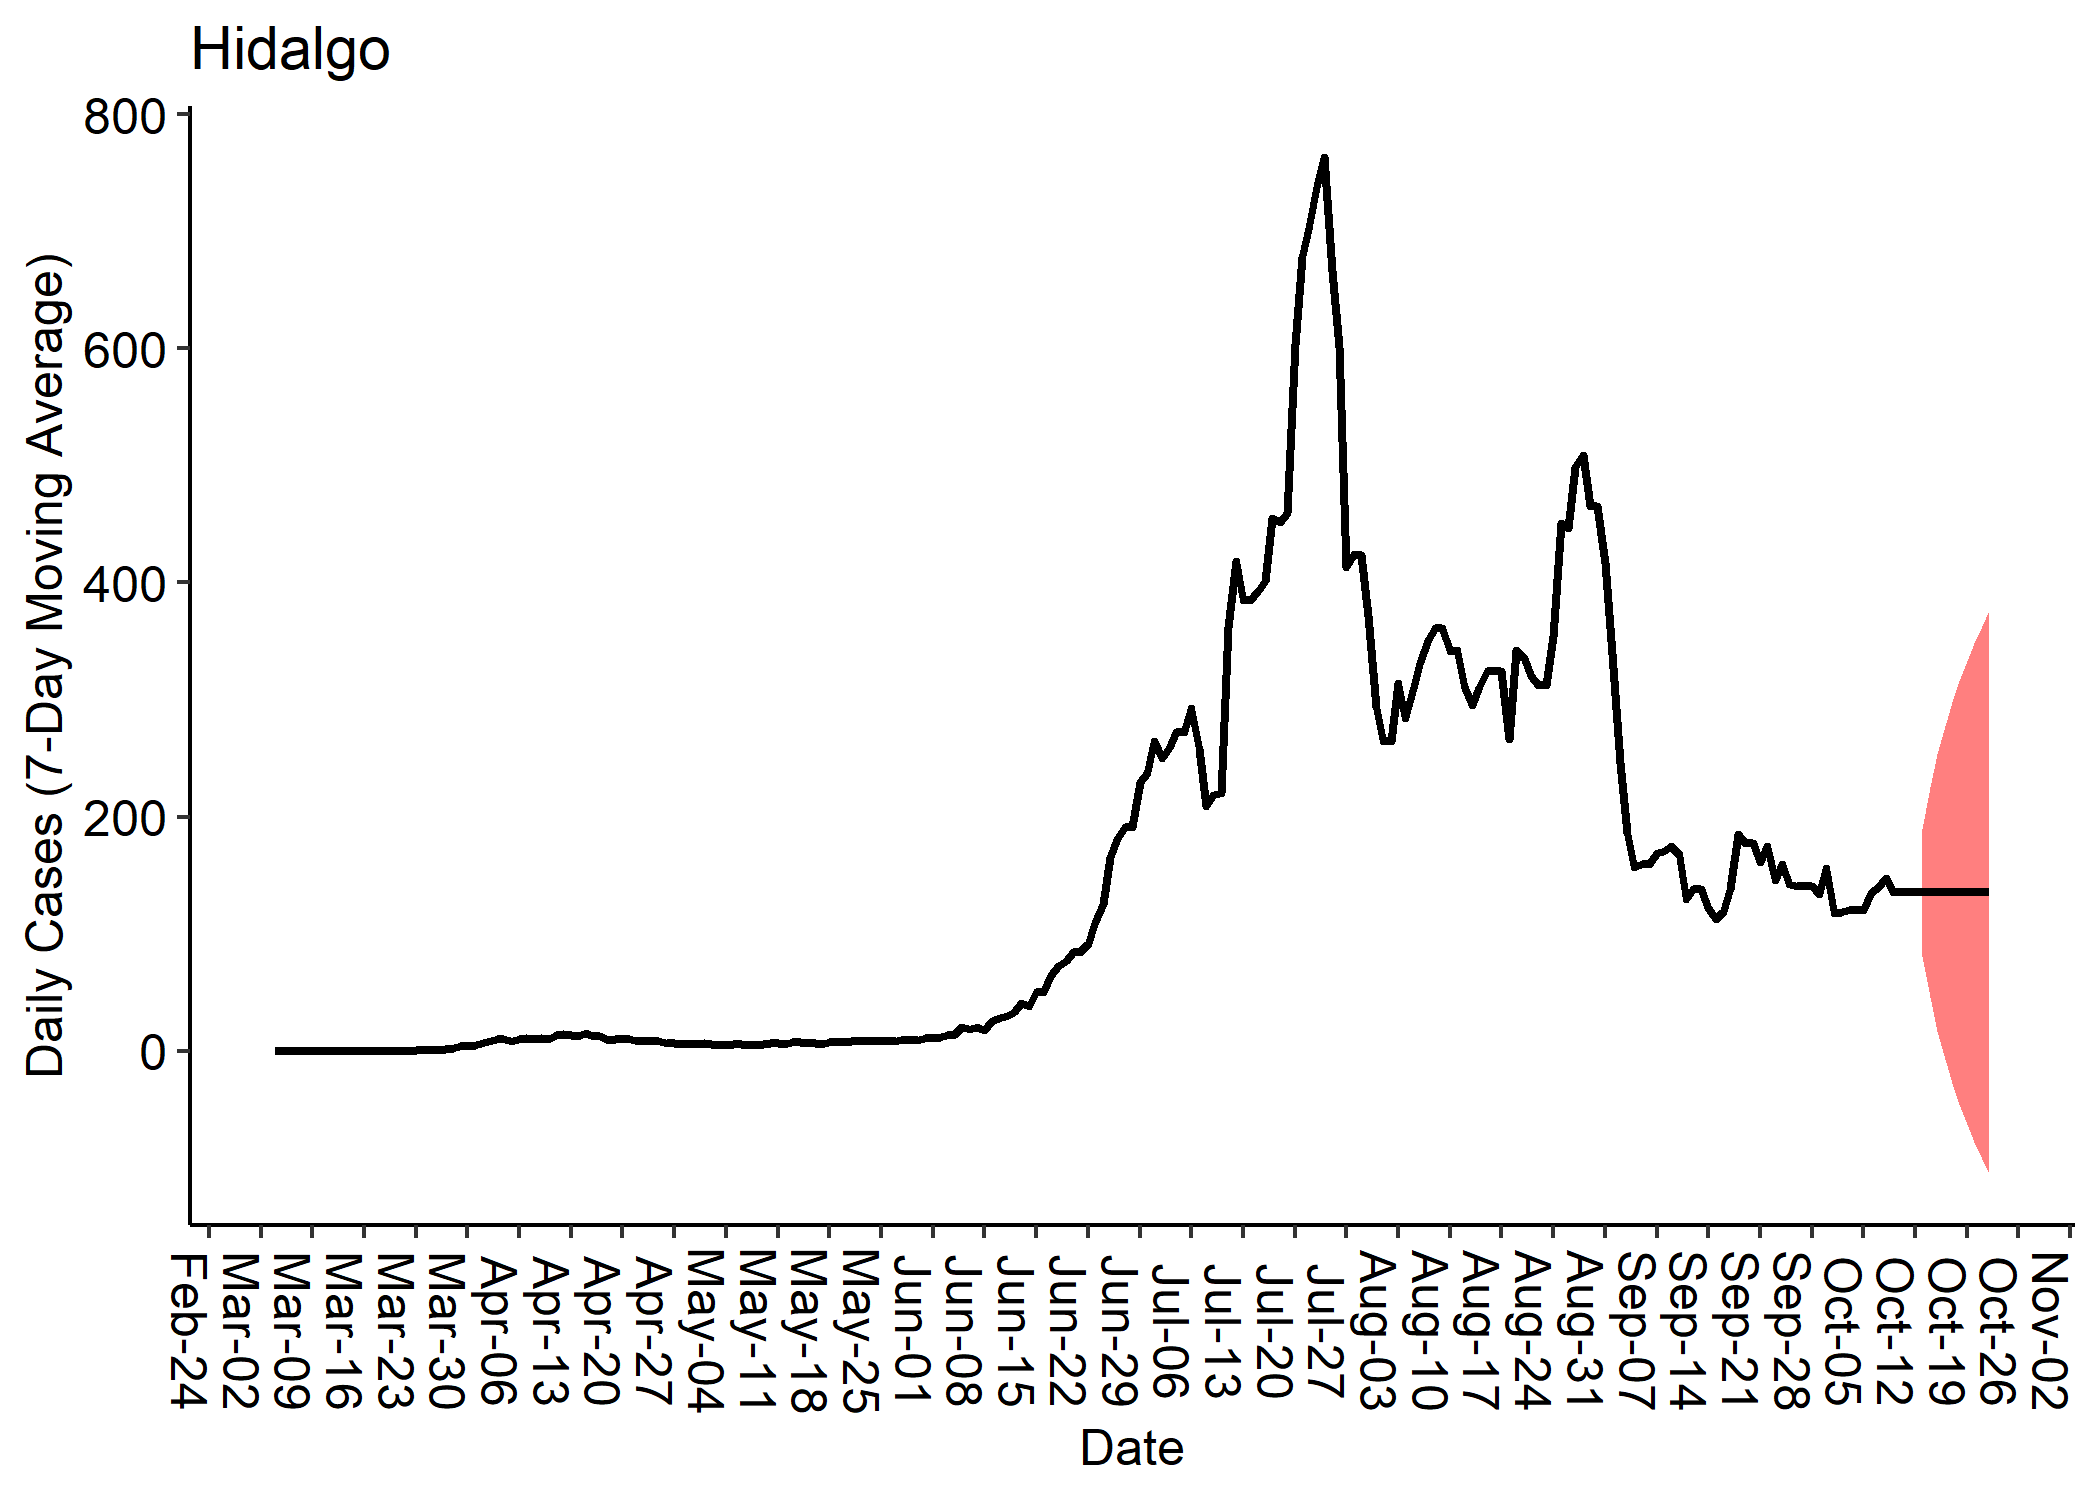 Hidalgo
800
600
400
200
0
Daily Cases (7-Day Moving Average)
Feb-24
Mar-02
Mar-09
Mar-16
Mar-23
Mar-30
Apr-06
Apr-13
Apr-20
Apr-27
May-04
May-11
May-18
May-25
Jun-01
Jun-08
Jun-15
Jun-22
Jun-29
Jul-06
Jul-13
Jul-20
Jul-27
Aug-03
Aug-10
Aug-17
Aug-24
Aug-31
Sep-07
Sep-14
Sep-21
Sep-28
Oct-05
Oct-12
Oct-19
Oct-26
Nov-02
Date